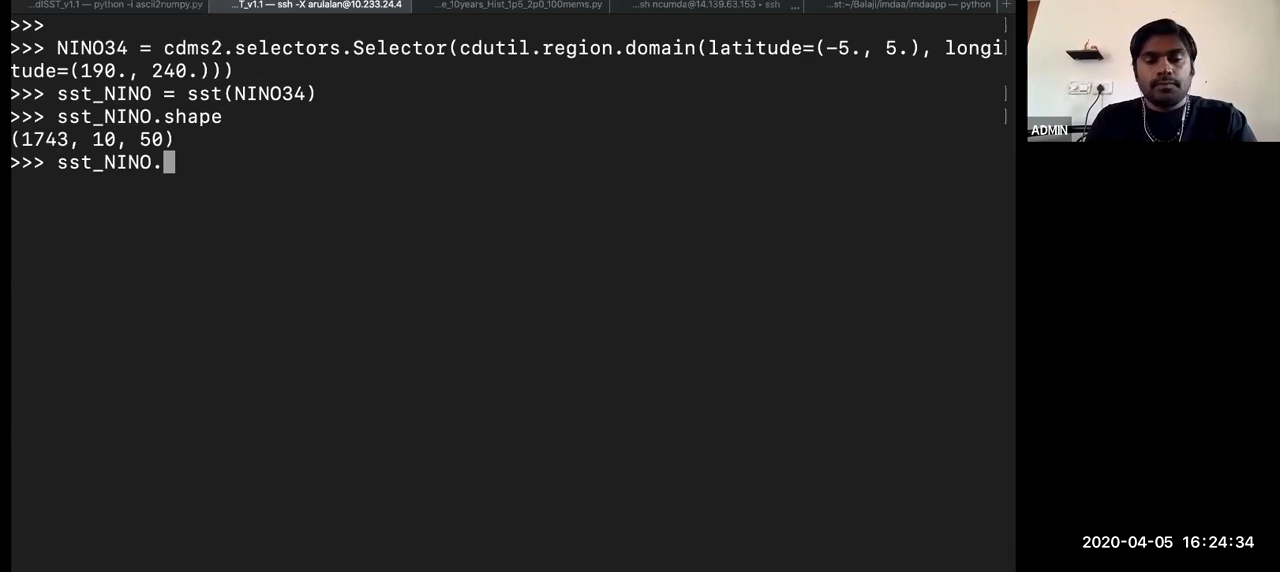 ...dISST_v1.1 — python -i ascii2numpy.py ...T_v1.1 — ssh -X arulalan@10.233.24.4 ...e_10years_Hist_1p5_2p0_100mems.py ...sh ncumda@14.139.63.153 • ssh ... ...st:~/Balaji/imdaa/imdaapp — python +
>>>
>>> NINO34 = cdms2.selectors.Selector(cdutil.region.domain(latitude=(-5., 5.), longi
tude=(190., 240.)))
>>> sst_NINO = sst(NINO34)
>>> sst_NINO.shape
(1743, 10, 50)
>>> sst_NINO.
ADMIN
2020-04-05 16:24:34